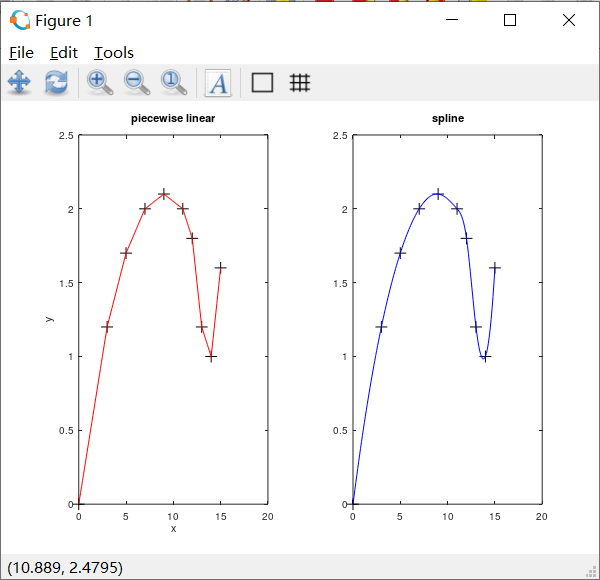 Figure 1
File Edit Tools
A
piecewise linear
2.5
2
1.5
1
0.5
0
y
0 5 10 15 20
x
spline
2.5
2
1.5
1
0.5
0
0 5 10 15 20
(10.889, 2.4795)